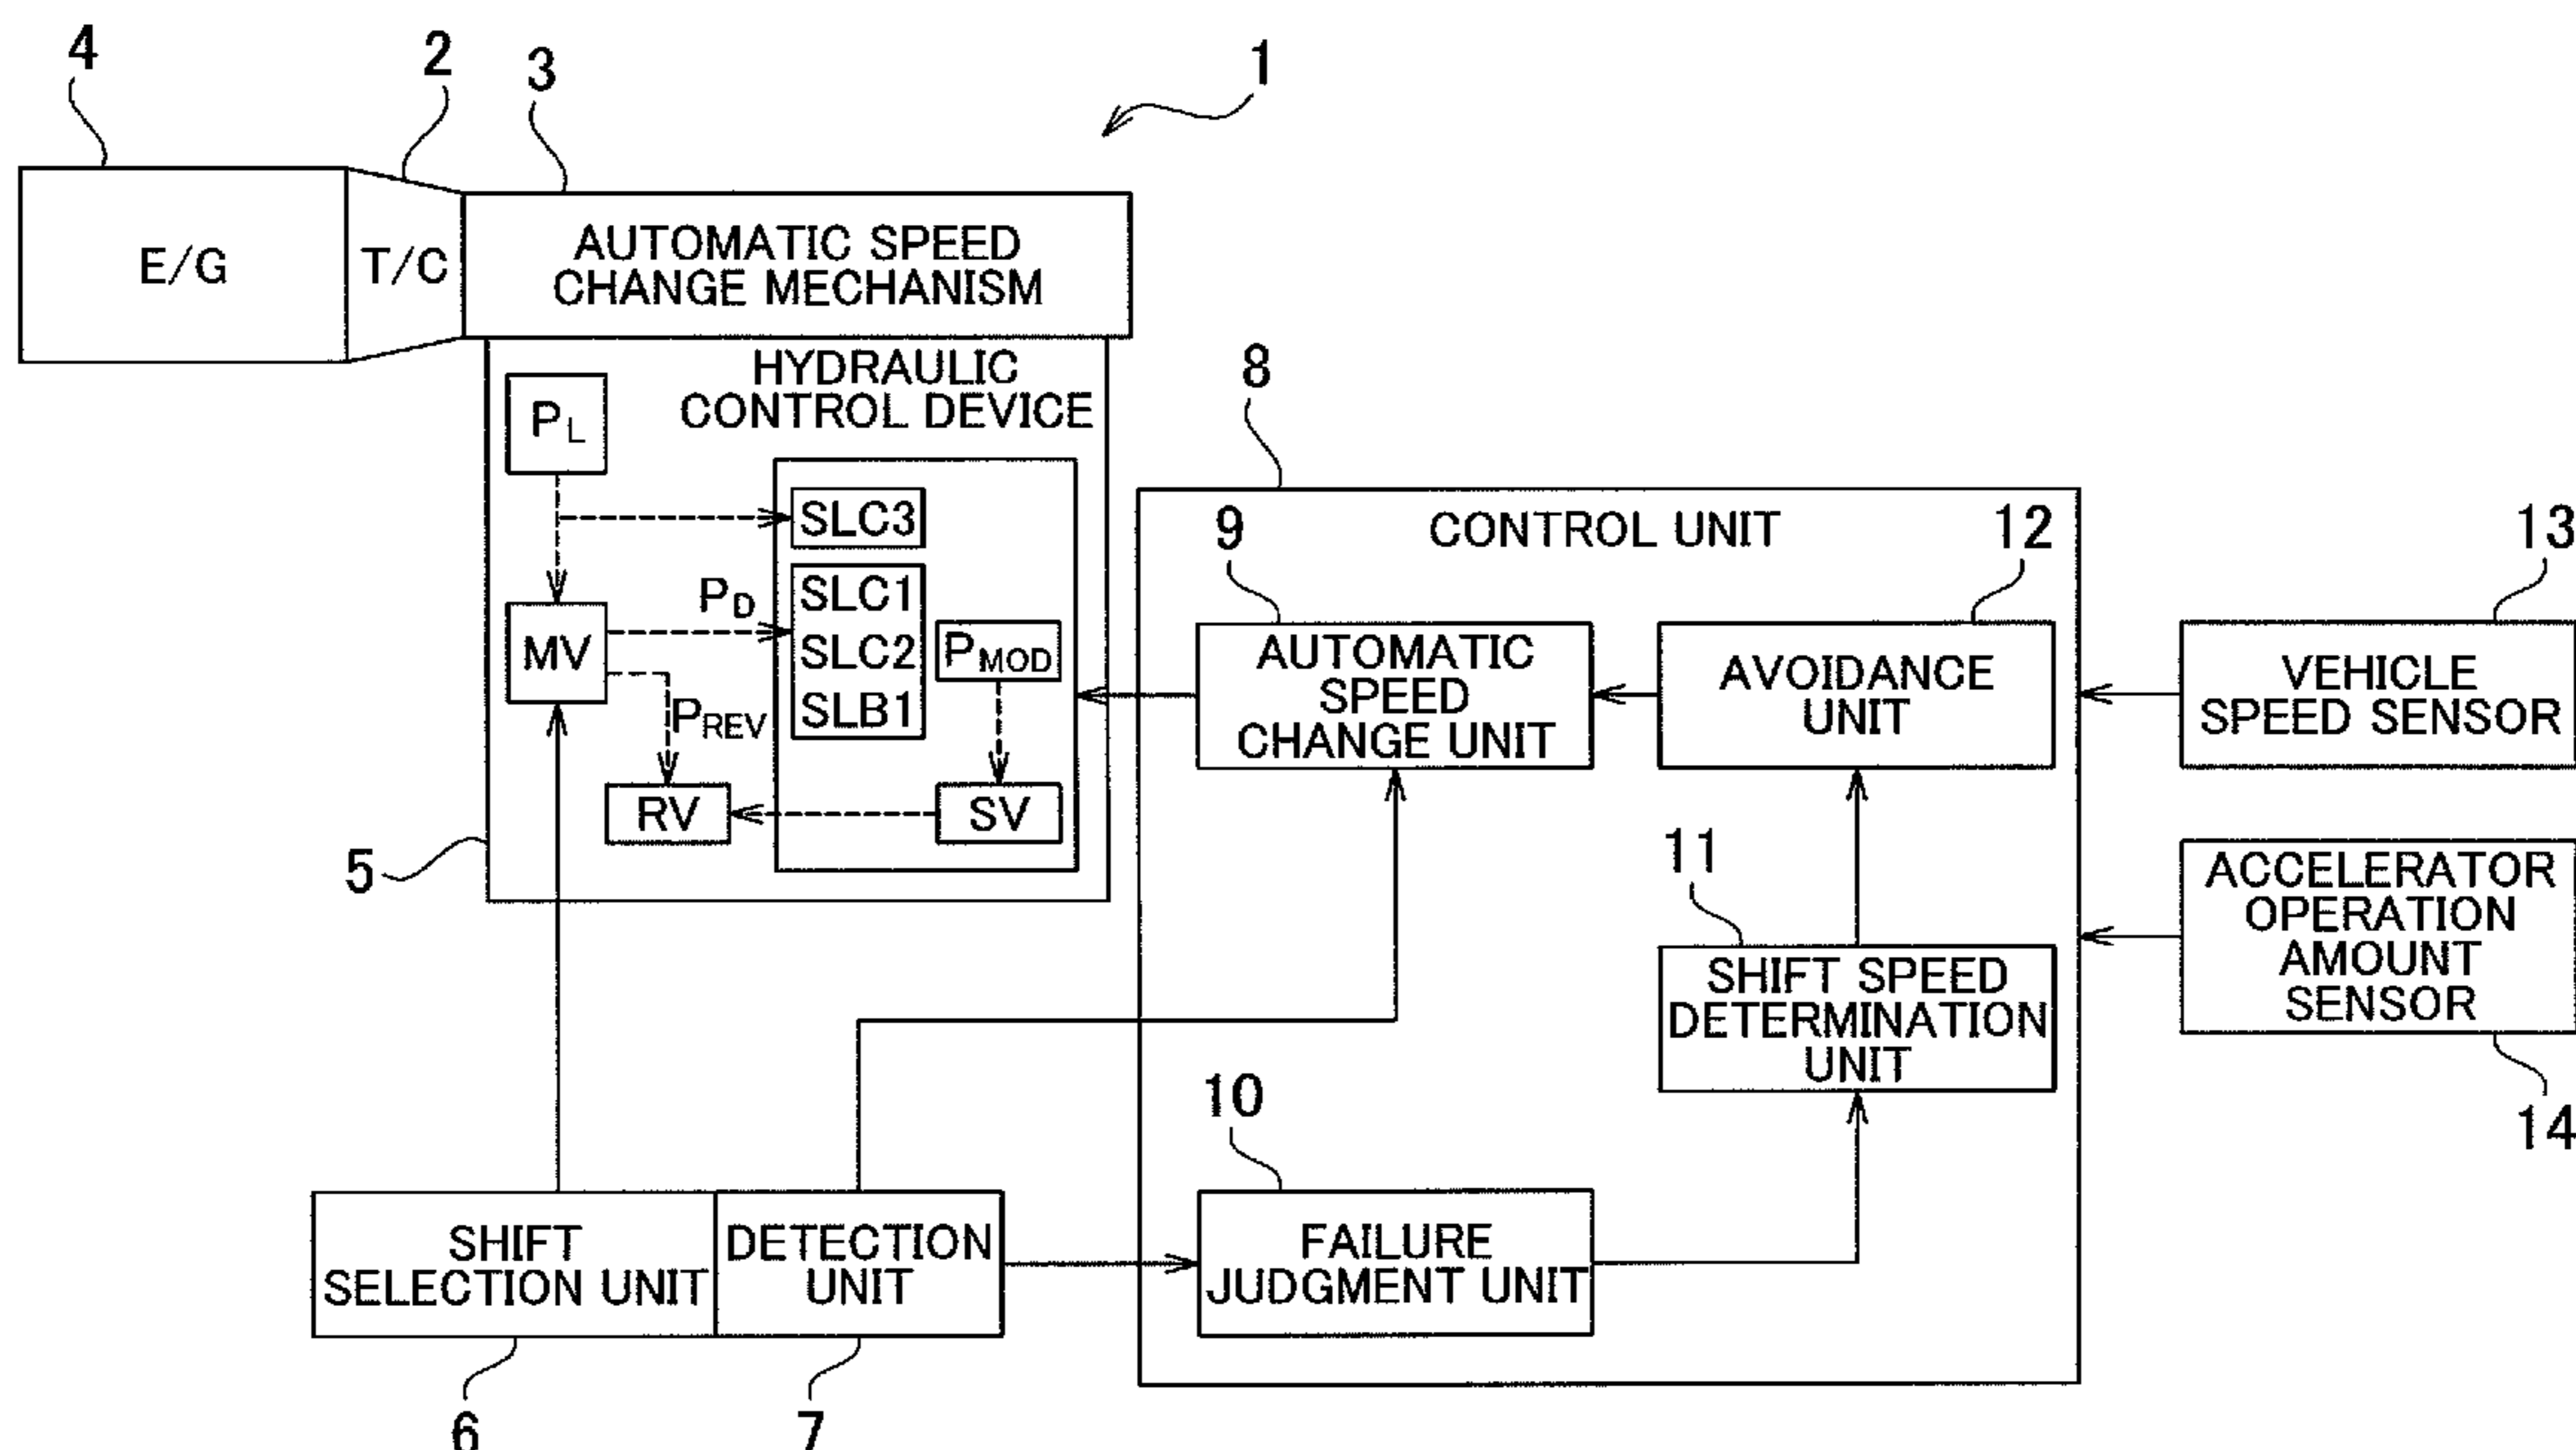 4
2
3
1
E/G
T/C
AUTOMATIC SPEED
CHANGE MECHANISM
HYDRAULIC
CONTROL DEVICE
PL
SLC3
PD
SLC1
SLC2
SLB1
MV
PMOD
PREV
RV
SV
5
8
CONTROL UNIT
9
12
13
AUTOMATIC
SPEED
CHANGE UNIT
AVOIDANCE
UNIT
VEHICLE
SPEED SENSOR
11
SHIFT SPEED
DETERMINATION
UNIT
ACCELERATOR
OPERATION
AMOUNT
SENSOR
14
10
SHIFT
SELECTION UNIT
DETECTION
UNIT
FAILURE
JUDGMENT UNIT
6
7